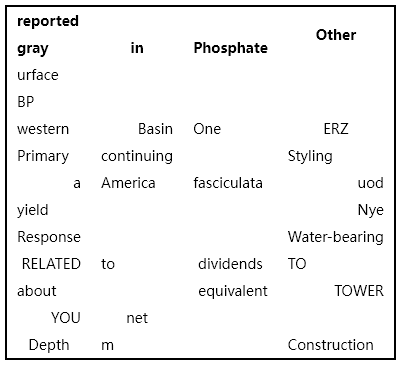 reported gray in Phosphate Other
urface
BP
western Basin One ERZ
Primary continuing Styling
a America fasciculata uod
yield Nye
Response Water-bearing
RELATED to dividends TO
about equivalent TOWER
YOU net
Depth m Construction